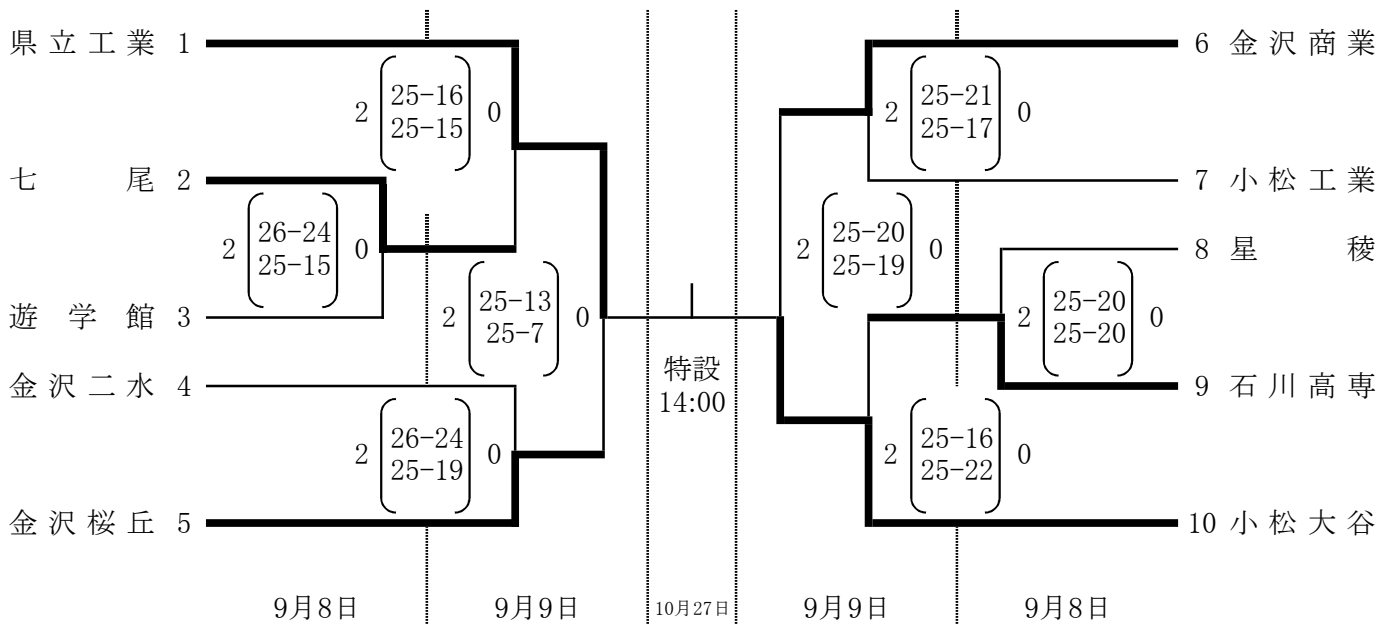 県立工業 1
2 25-16 0
25-15
七尾 2
2 26-24 0
25-15
遊学館 3
2 25-13 0
25-7
金沢二水 4
2 26-24 0
25-19
金沢桜丘 5
特設
14:00
6 金沢商業
2 25-21 0
25-17
7 小松工業
2 25-20 0
25-19
8 星稜
2 25-20 0
25-20
9 石川高専
2 25-16 0
25-22
10 小松大谷
9月8日 9月9日 10月27日 9月9日 9月8日